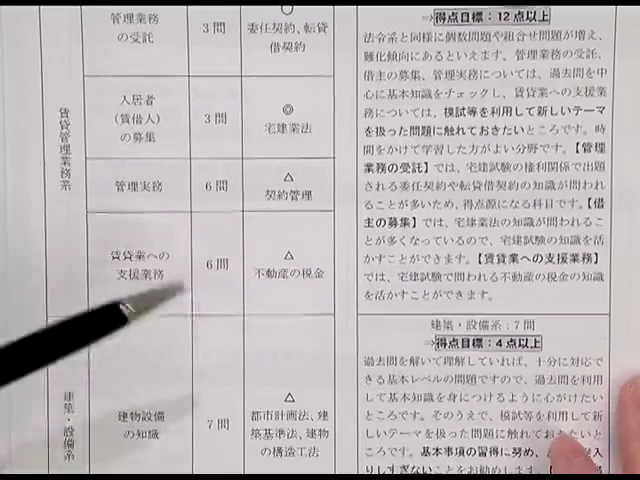 賃貸管理業務系
管理業務
の受託
3問
○
委任契約、転貸
借契約
入居者
(賃借人)
の募集
3問
◎
宅建業法
管理実務
6問
△
契約管理
賃貸業への
支援業務
6問
△
不動産の税金
建築・設備系
建物設備
の知識
7問
△
都市計画法、建
築基準法、建物
の構造工法
⇒得点目標：12点以上
法令系と同様に個数問題や組合せ問題が増え、
難化傾向にあるといえます。管理業務の受託、
借主の募集、管理実務については、過去問を中
心に基本知識をチェックし、賃貸業への支援業
務については、模試等を利用して新しいテーマ
を扱った問題に触れておきたいところです。時
間をかけて学習した方がよい分野です。【管理
業務の受託】では、宅建試験の権利関係で出題
される委任契約や転貸借契約の知識が問われ
ることが多いため、得点源になる科目です。【借
主の募集】では、宅建業法の知識が問われるこ
とが多くなっているので、宅建試験の知識を活
かすことができます。【賃貸業への支援業務】
では、宅建試験で問われる不動産の税金の知識
を活かすことができます。
建築・設備系：7問
⇒得点目標：4点以上
過去問を解いて理解していれば、十分に対応で
きる基本レベルの問題ですので、過去問を利用
して基本知識を身につけるように心がけたい
ところです。そのうえで、模試等を利用して新
しいテーマを扱った問題に触れておきたいと
ころです。基本事項の習得に努め、入
りしすぎないことをお勧めします。